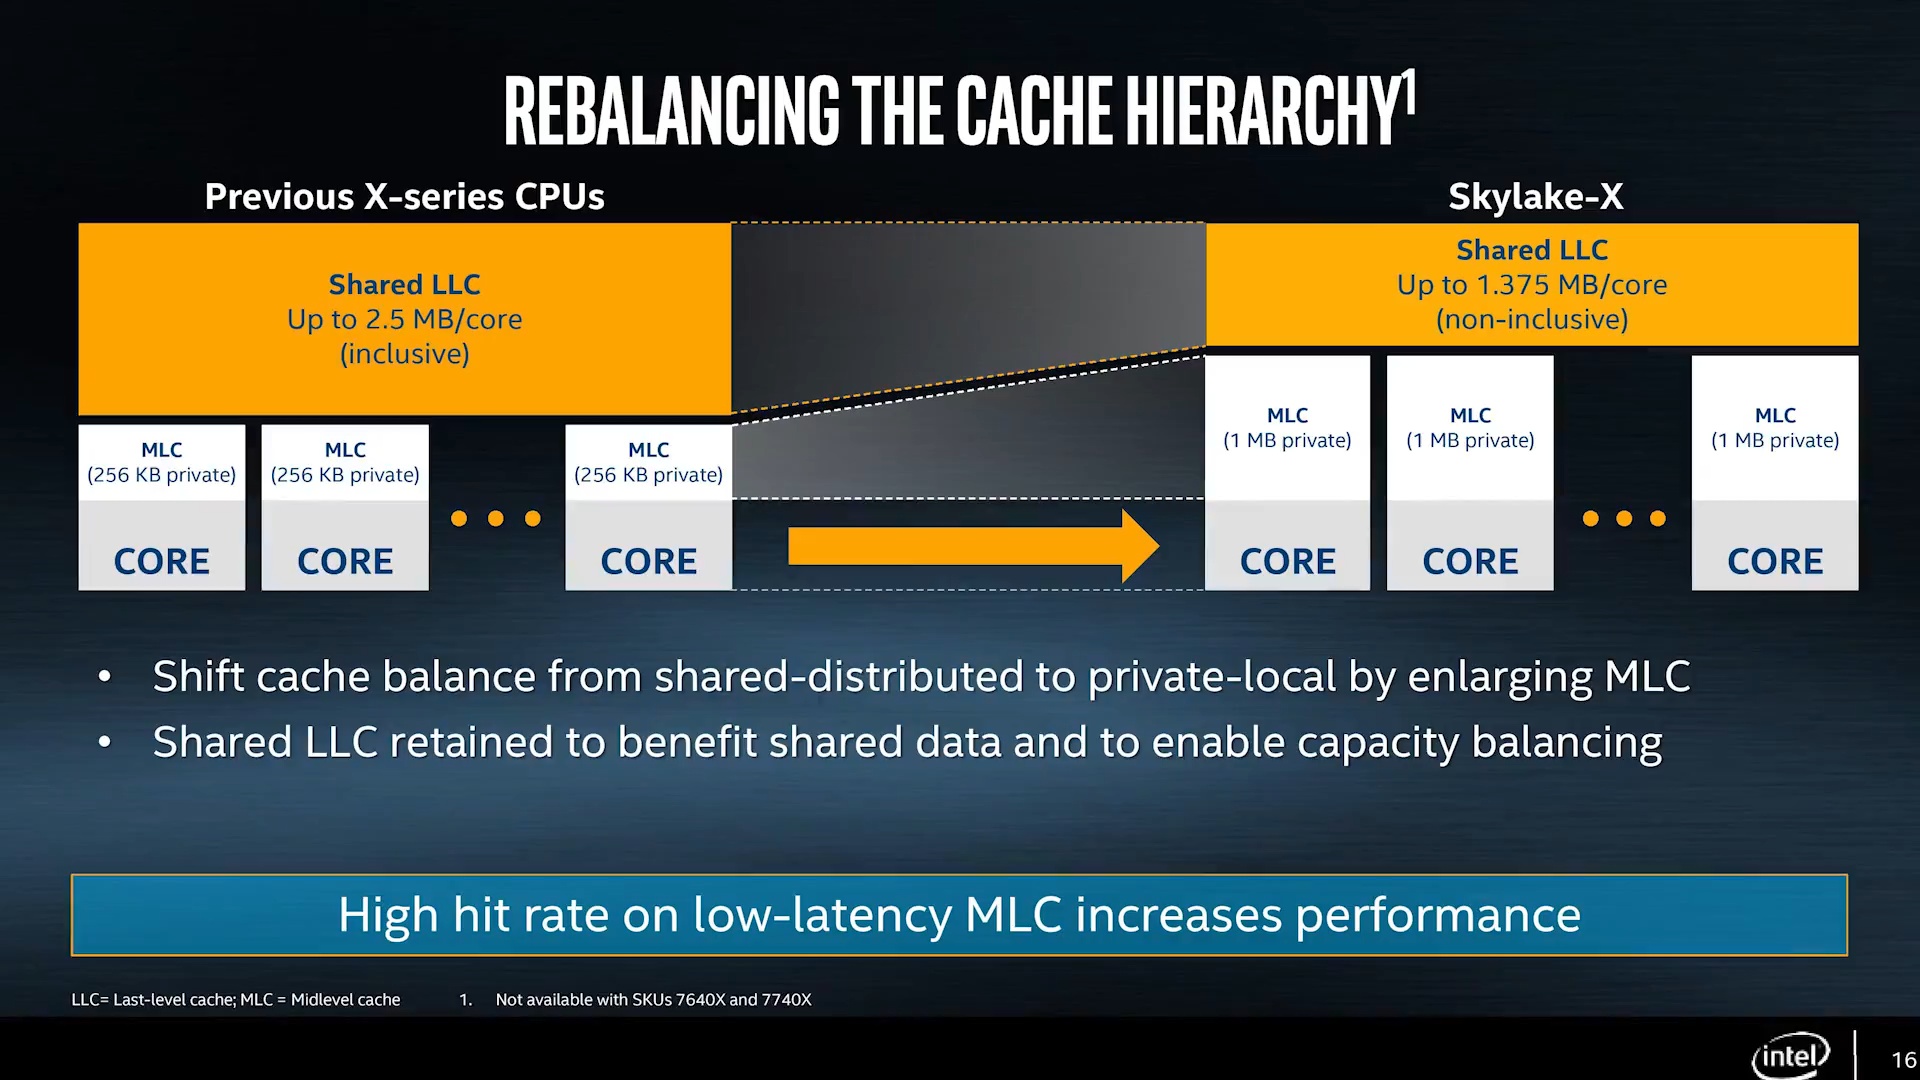 REBALANCING THE CACHE HIERARCHY¹
Previous X-series CPUs
Shared LLC
Up to 2.5 MB/core
(inclusive)
MLC
(256 KB private)
CORE
MLC
(256 KB private)
CORE
MLC
(256 KB private)
CORE
Skylake-X
Shared LLC
Up to 1.375 MB/core
(non-inclusive)
MLC
(1 MB private)
CORE
MLC
(1 MB private)
CORE
MLC
(1 MB private)
CORE
• Shift cache balance from shared-distributed to private-local by enlarging MLC
• Shared LLC retained to benefit shared data and to enable capacity balancing
High hit rate on low-latency MLC increases performance
LLC= Last-level cache; MLC = Midlevel cache
1. Not available with SKUs 7640X and 7740X
intel
16